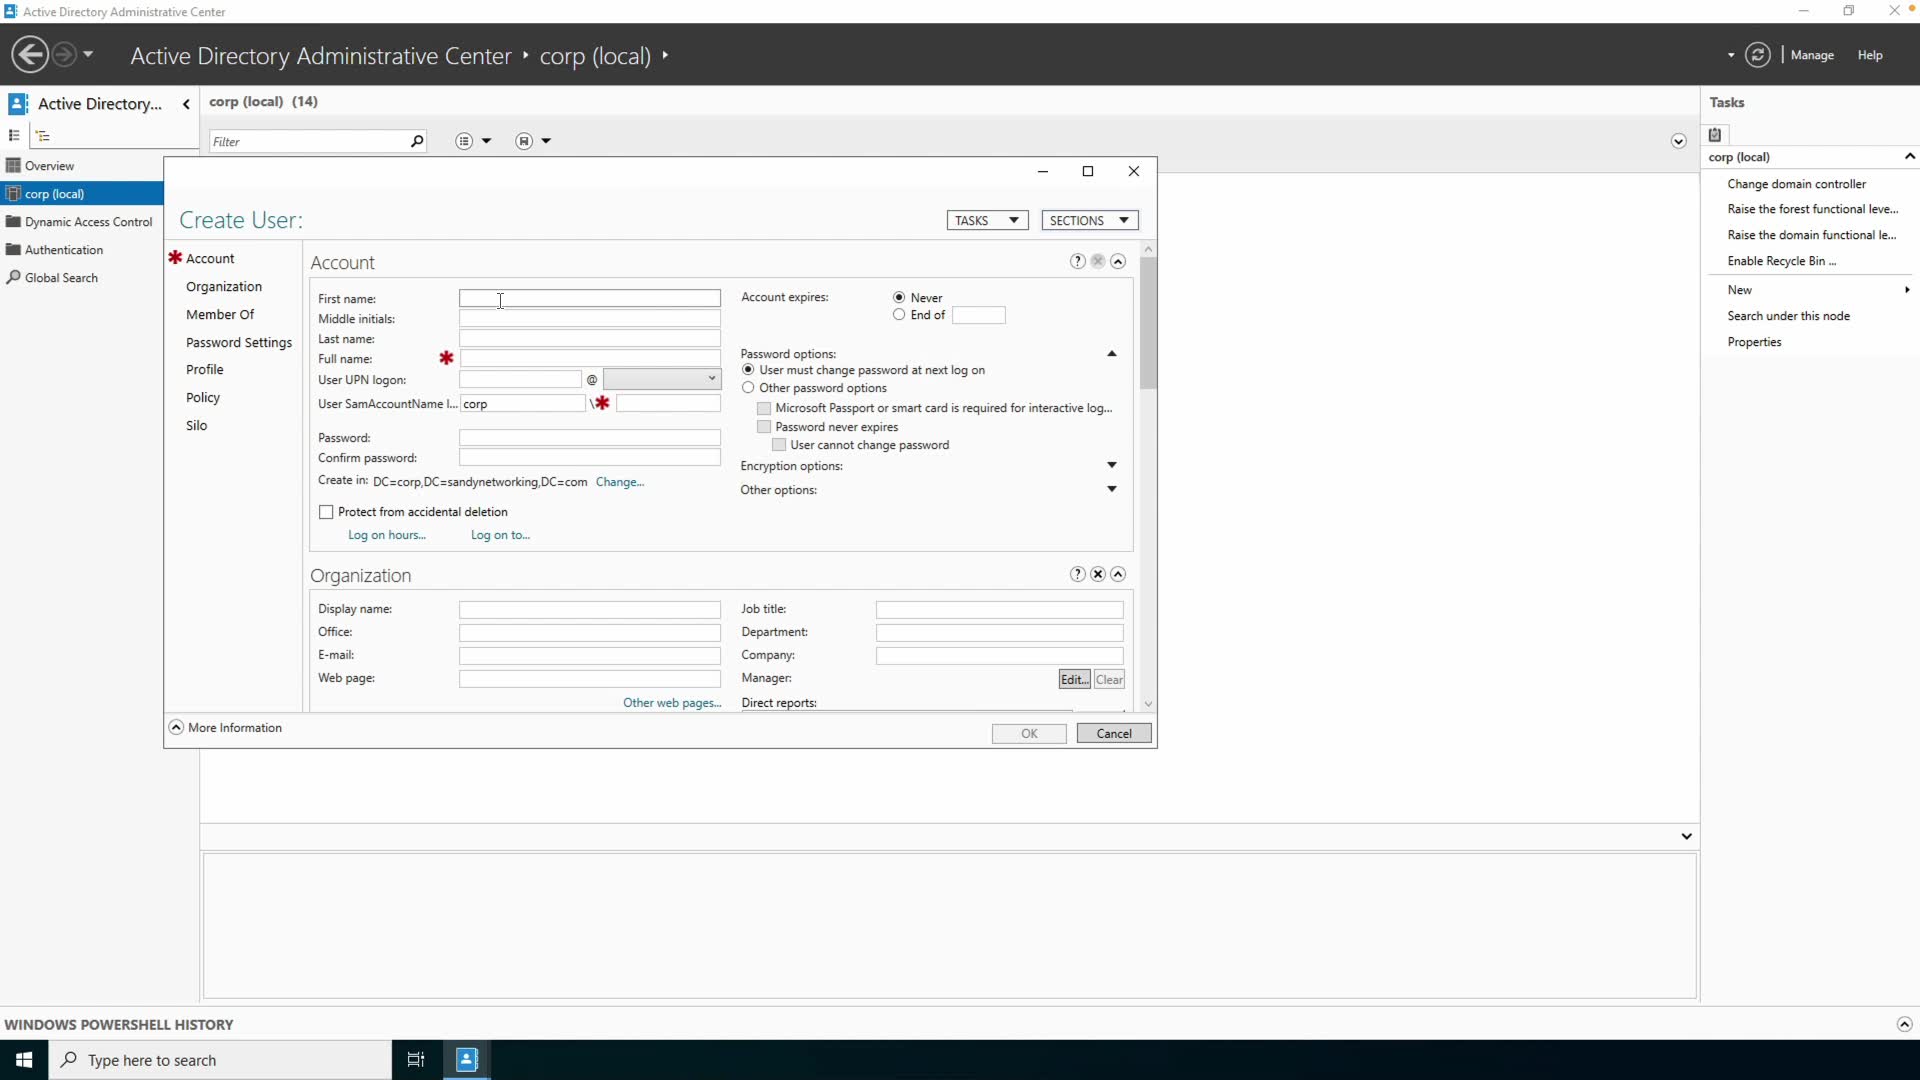 Active Directory Administrative Center
Active Directory Administrative Center ‣ corp (local) ‣
Manage Help
Active Directory...
Overview
corp (local)
Dynamic Access Control
Authentication
Global Search
corp (local) (14)
Filter
Create User:
TASKS
SECTIONS
Account
Organization
Member Of
Password Settings
Profile
Policy
Silo
Account
First name:
Middle initials:
Last name:
Full name:
User UPN logon: @
User SamAccountName l... corp \
Password:
Confirm password:
Create in: DC=corp,DC=sandynetworking,DC=com Change...
Protect from accidental deletion
Log on hours... Log on to...
Account expires: Never
End of
Password options:
User must change password at next log on
Other password options
Microsoft Passport or smart card is required for interactive log...
Password never expires
User cannot change password
Encryption options:
Other options:
Organization
Display name:
Office:
E-mail:
Web page:
Other web pages...
Job title:
Department:
Company:
Manager: Edit... Clear
Direct reports:
More Information
OK Cancel
Tasks
corp (local)
Change domain controller
Raise the forest functional leve...
Raise the domain functional le...
Enable Recycle Bin ...
New
Search under this node
Properties
WINDOWS POWERSHELL HISTORY
Type here to search